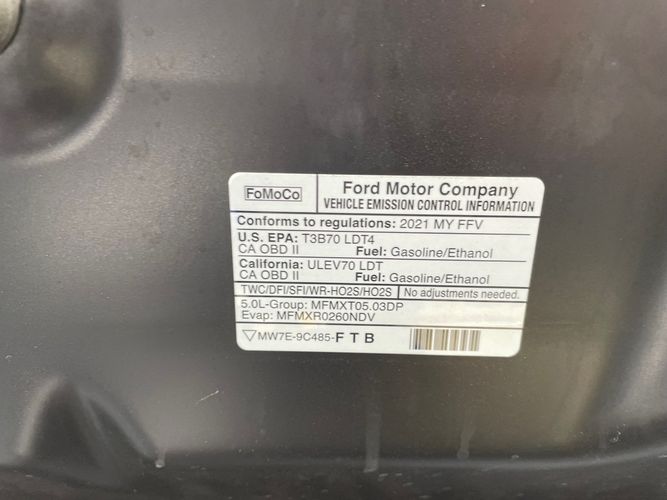 FoMoCo
Ford Motor Company
VEHICLE EMISSION CONTROL INFORMATION
Conforms to regulations: 2021 MY FFV
U.S. EPA: T3B70 LDT4
CA OBD II Fuel: Gasoline/Ethanol
California: ULEV70 LDT
CA OBD II Fuel: Gasoline/Ethanol
TWC/DFI/SFI/WR-HO2S/HO2S No adjustments needed.
5.0L-Group: MFMXT05.03DP
Evap: MFMXR0260NDV
MW7E-9C485-F T B